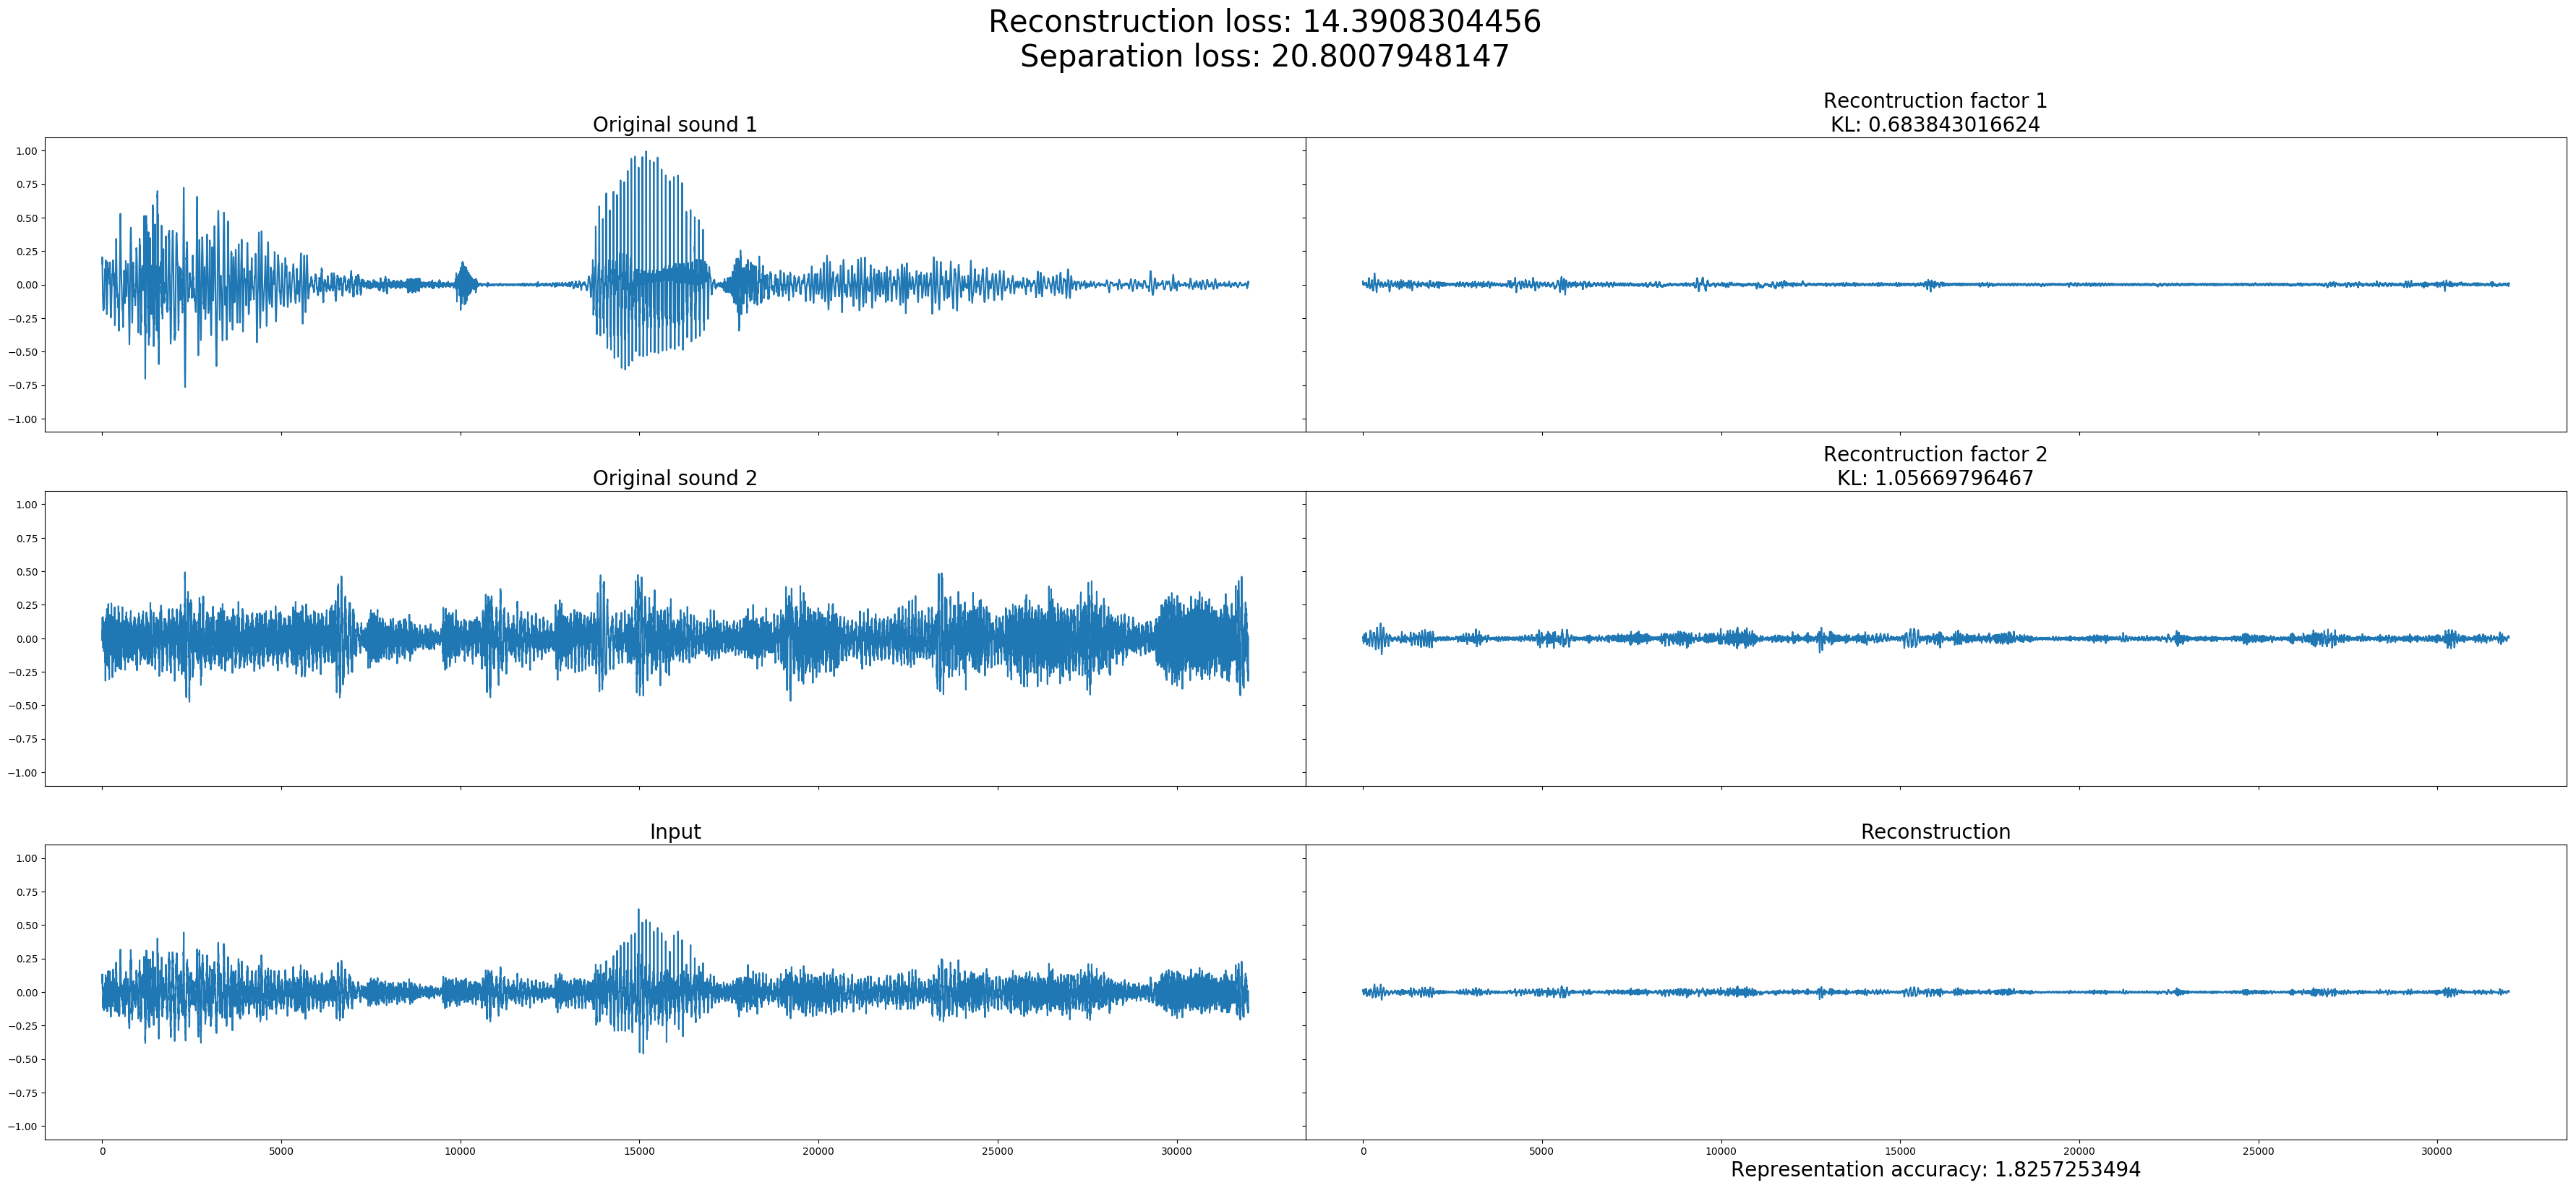 Reconstruction loss: 14.3908304456
Separation loss: 20.8007948147
Original sound 1
Recontruction factor 1
KL: 0.683843016624
1.00
0.75
0.50
0.25
0.00
−0.25
−0.50
−0.75
−1.00
Original sound 2
Recontruction factor 2
KL: 1.05669796467
1.00
0.75
0.50
0.25
0.00
−0.25
−0.50
−0.75
−1.00
Input
Reconstruction
1.00
0.75
0.50
0.25
0.00
−0.25
−0.50
−0.75
−1.00
0 5000 10000 15000 20000 25000 30000
0 5000 10000 15000 20000 25000 30000
Representation accuracy: 1.8257253494